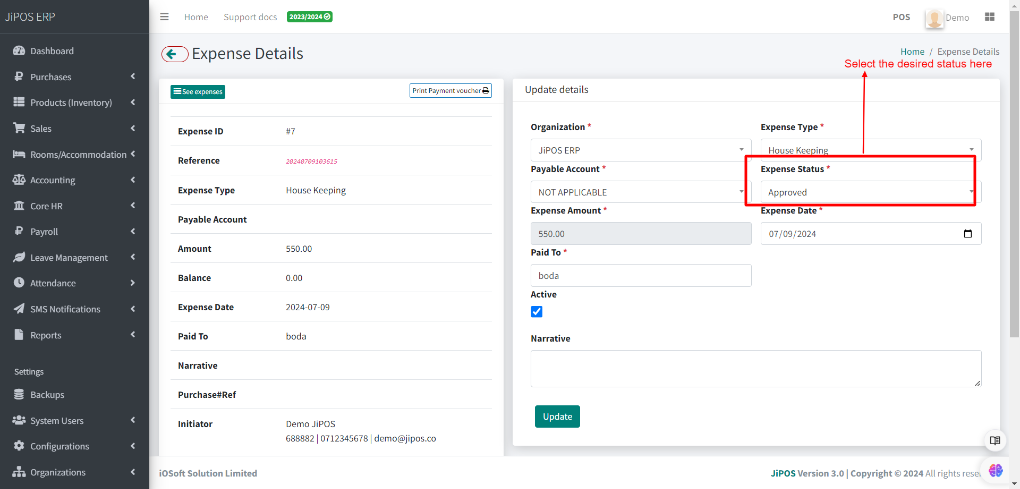 JiPOS ERP
Home Support docs 2023/2024 POS Demo
Dashboard
Purchases
Products (Inventory)
Sales
Rooms/Accommodation
Accounting
Core HR
Payroll
Leave Management
Attendance
SMS Notifications
Reports
Settings
Backups
System Users
Configurations
Organizations
Expense Details
Home / Expense Details
Select the desired status here
See expenses Print Payment voucher
Expense ID #7
Reference 20240709103615
Expense Type House Keeping
Payable Account
Amount 550.00
Balance 0.00
Expense Date 2024-07-09
Paid To boda
Narrative
Purchase#Ref
Initiator Demo JiPOS
688882 | 0712345678 | demo@jipos.co
Update details
Organization * Expense Type *
JiPOS ERP House Keeping
Payable Account * Expense Status *
NOT APPLICABLE Approved
Expense Amount * Expense Date *
550.00 07/09/2024
Paid To *
boda
Active
Narrative
Update
iOSoft Solution Limited JiPOS Version 3.0 | Copyright © 2024 All rights